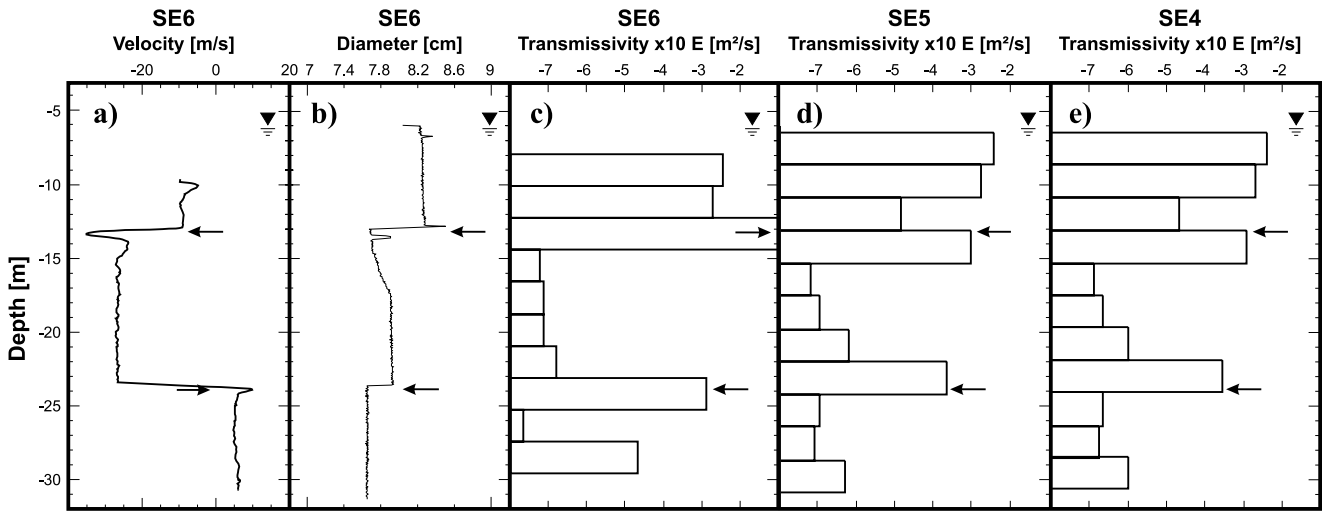 SE6 SE6 SE6 SE5 SE4
Velocity [m/s] Diameter [cm] Transmissivity x10 E [m²/s] Transmissivity x10 E [m²/s] Transmissivity x10 E [m²/s]
-20 0 20 7 7.4 7.8 8.2 8.6 9 -7 -6 -5 -4 -3 -2 -7 -6 -5 -4 -3 -2 -7 -6 -5 -4 -3 -2
-5
a) b) c) d) e)
-10
-15
Depth [m]
-20
-25
-30